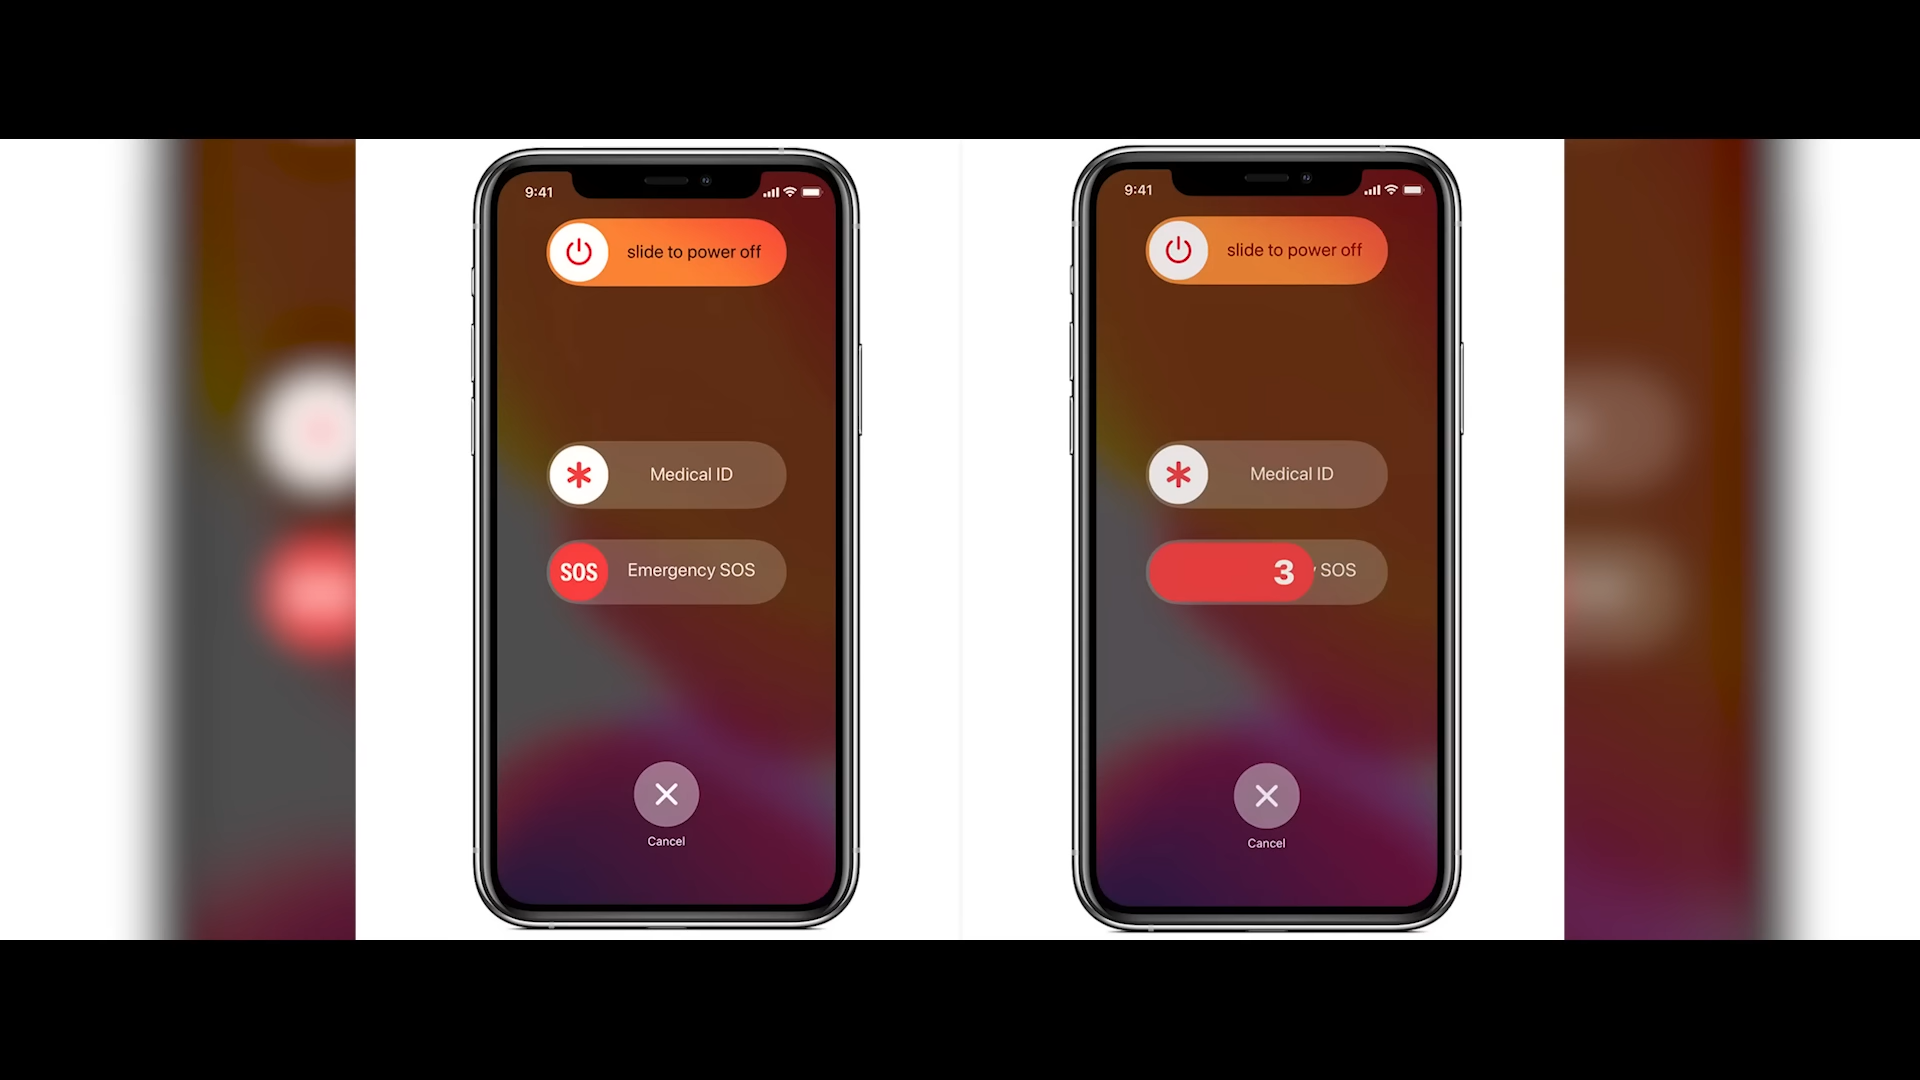 9:41
slide to power off
Medical ID
SOS Emergency SOS
Cancel
9:41
slide to power off
Medical ID
3 SOS
Cancel